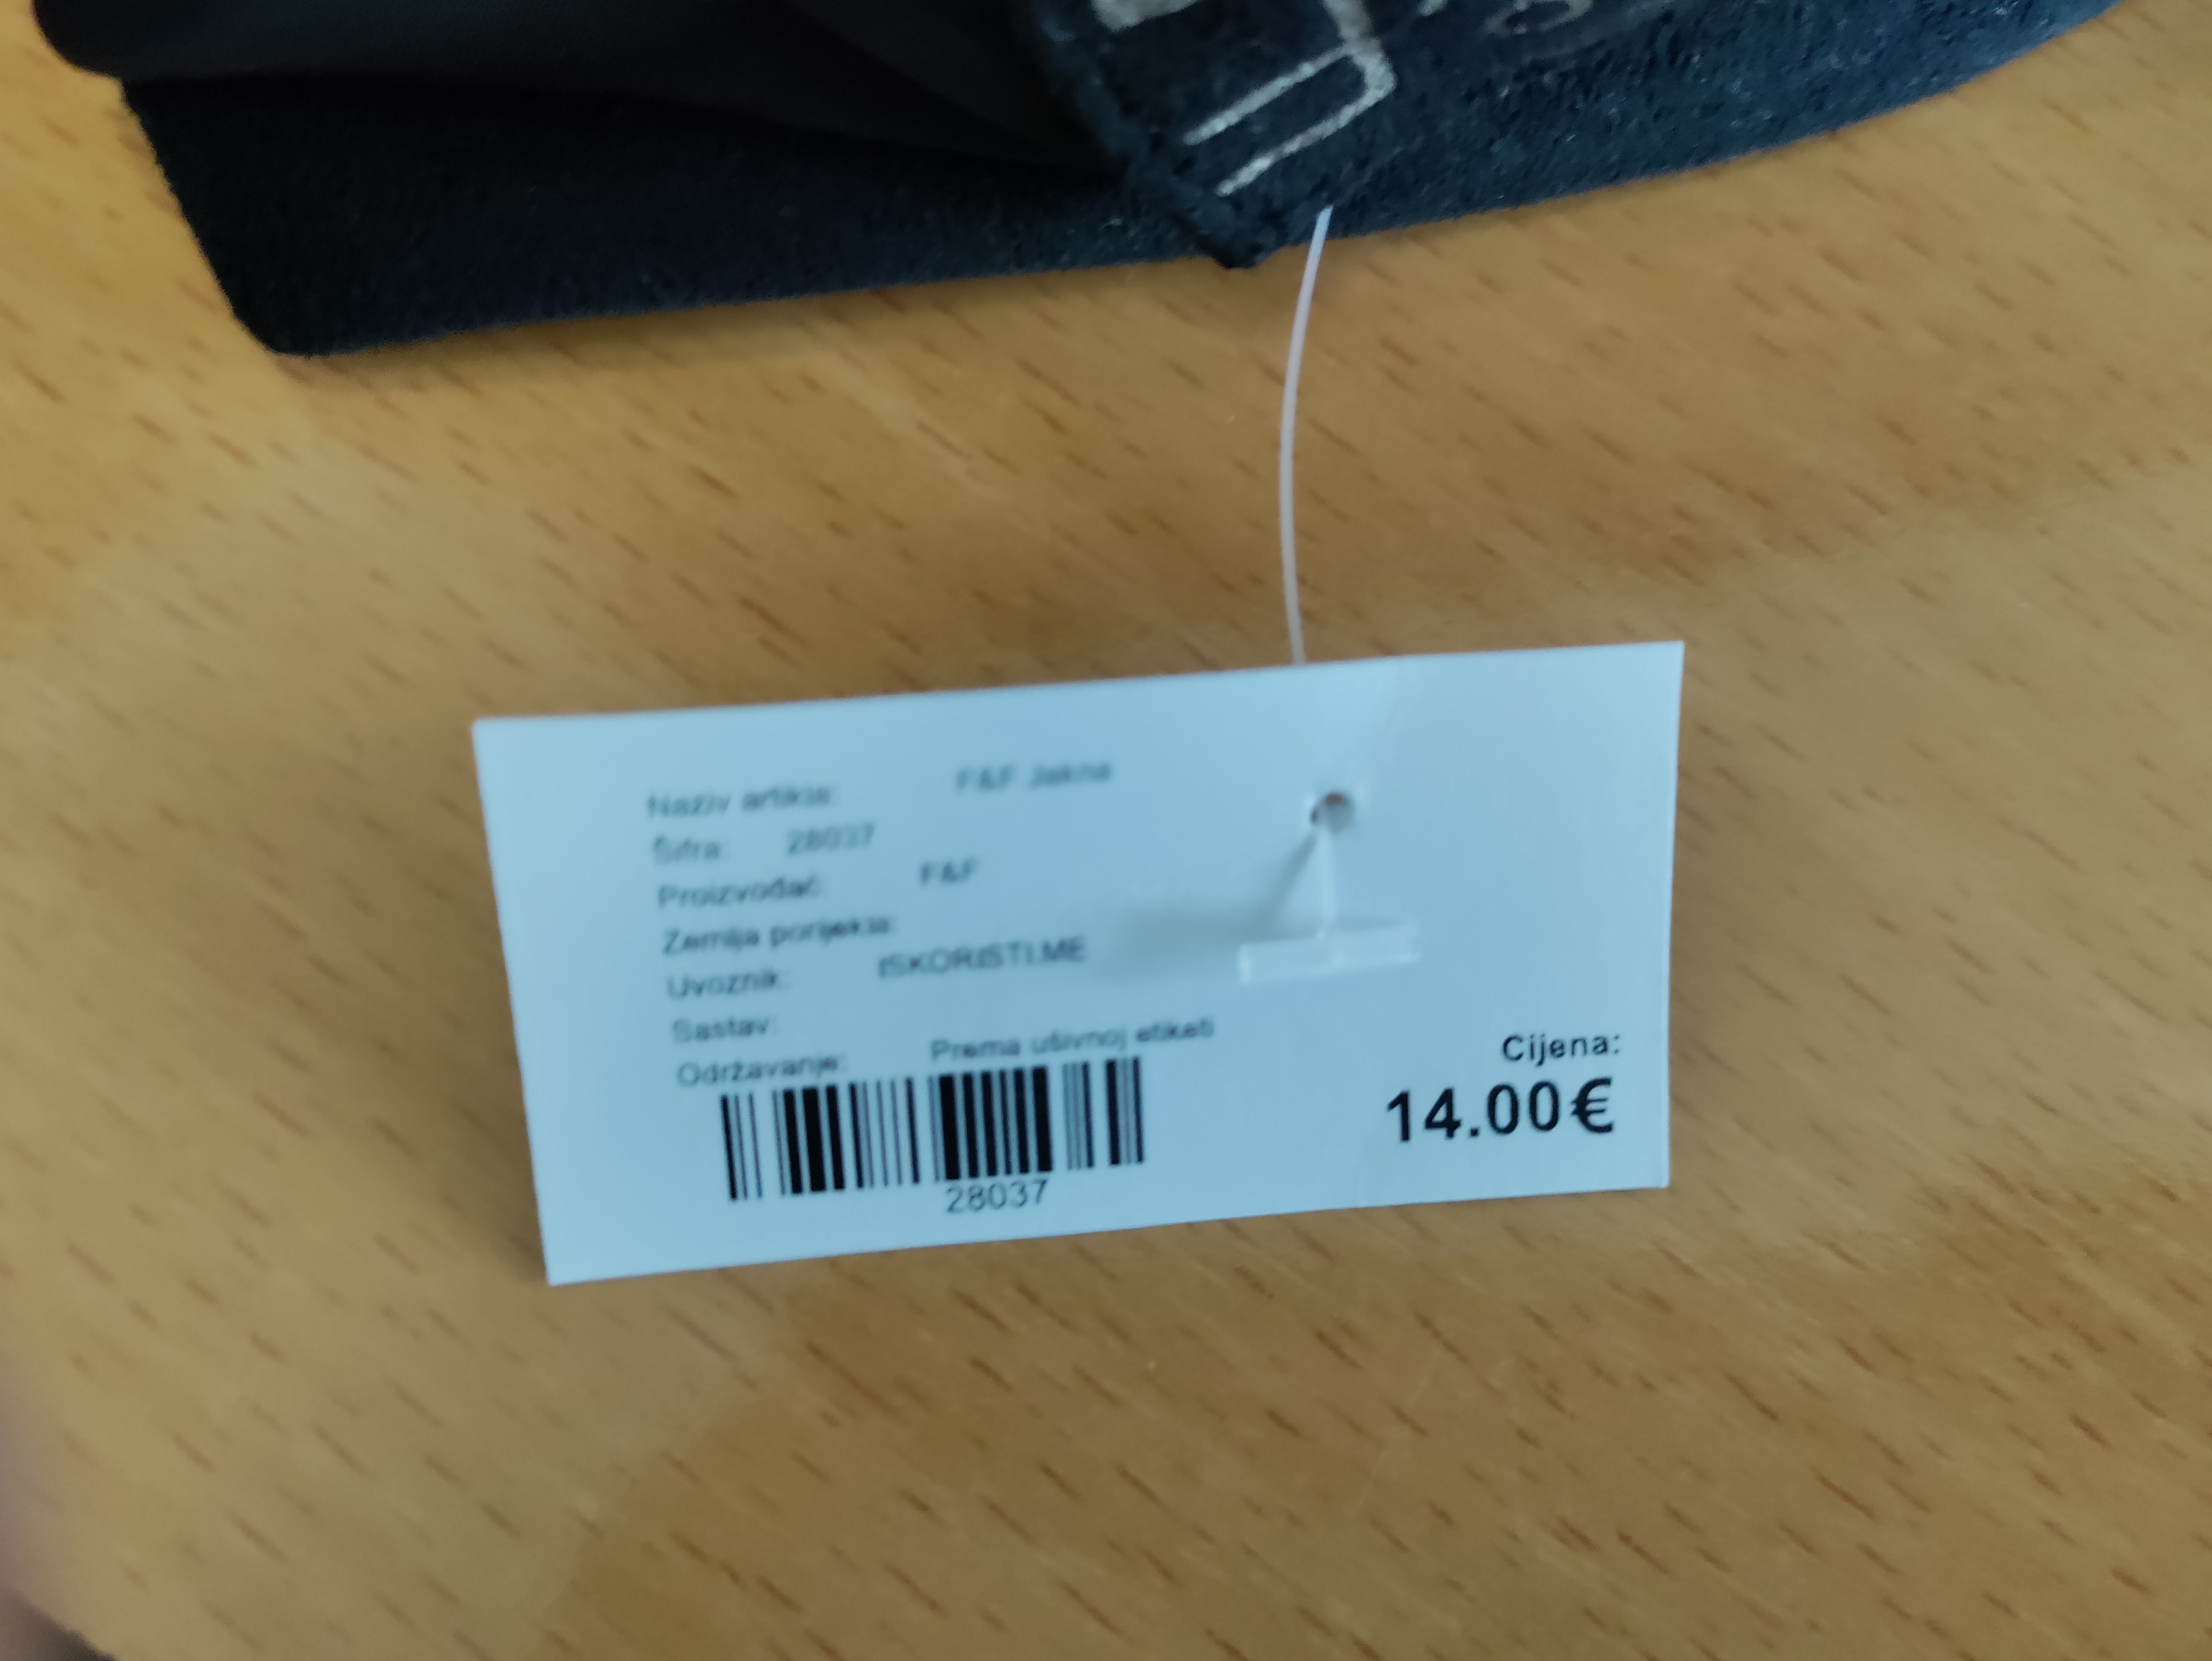 Naziv artikla: F&F Jakna
Šifra: 28037
Proizvođač: F&F
Zemlja porijekla:
Uvoznik: ISKORISTI.ME
Sastav:
Održavanje: Prema ušivnoj etiketi
28037
Cijena:
14.00€